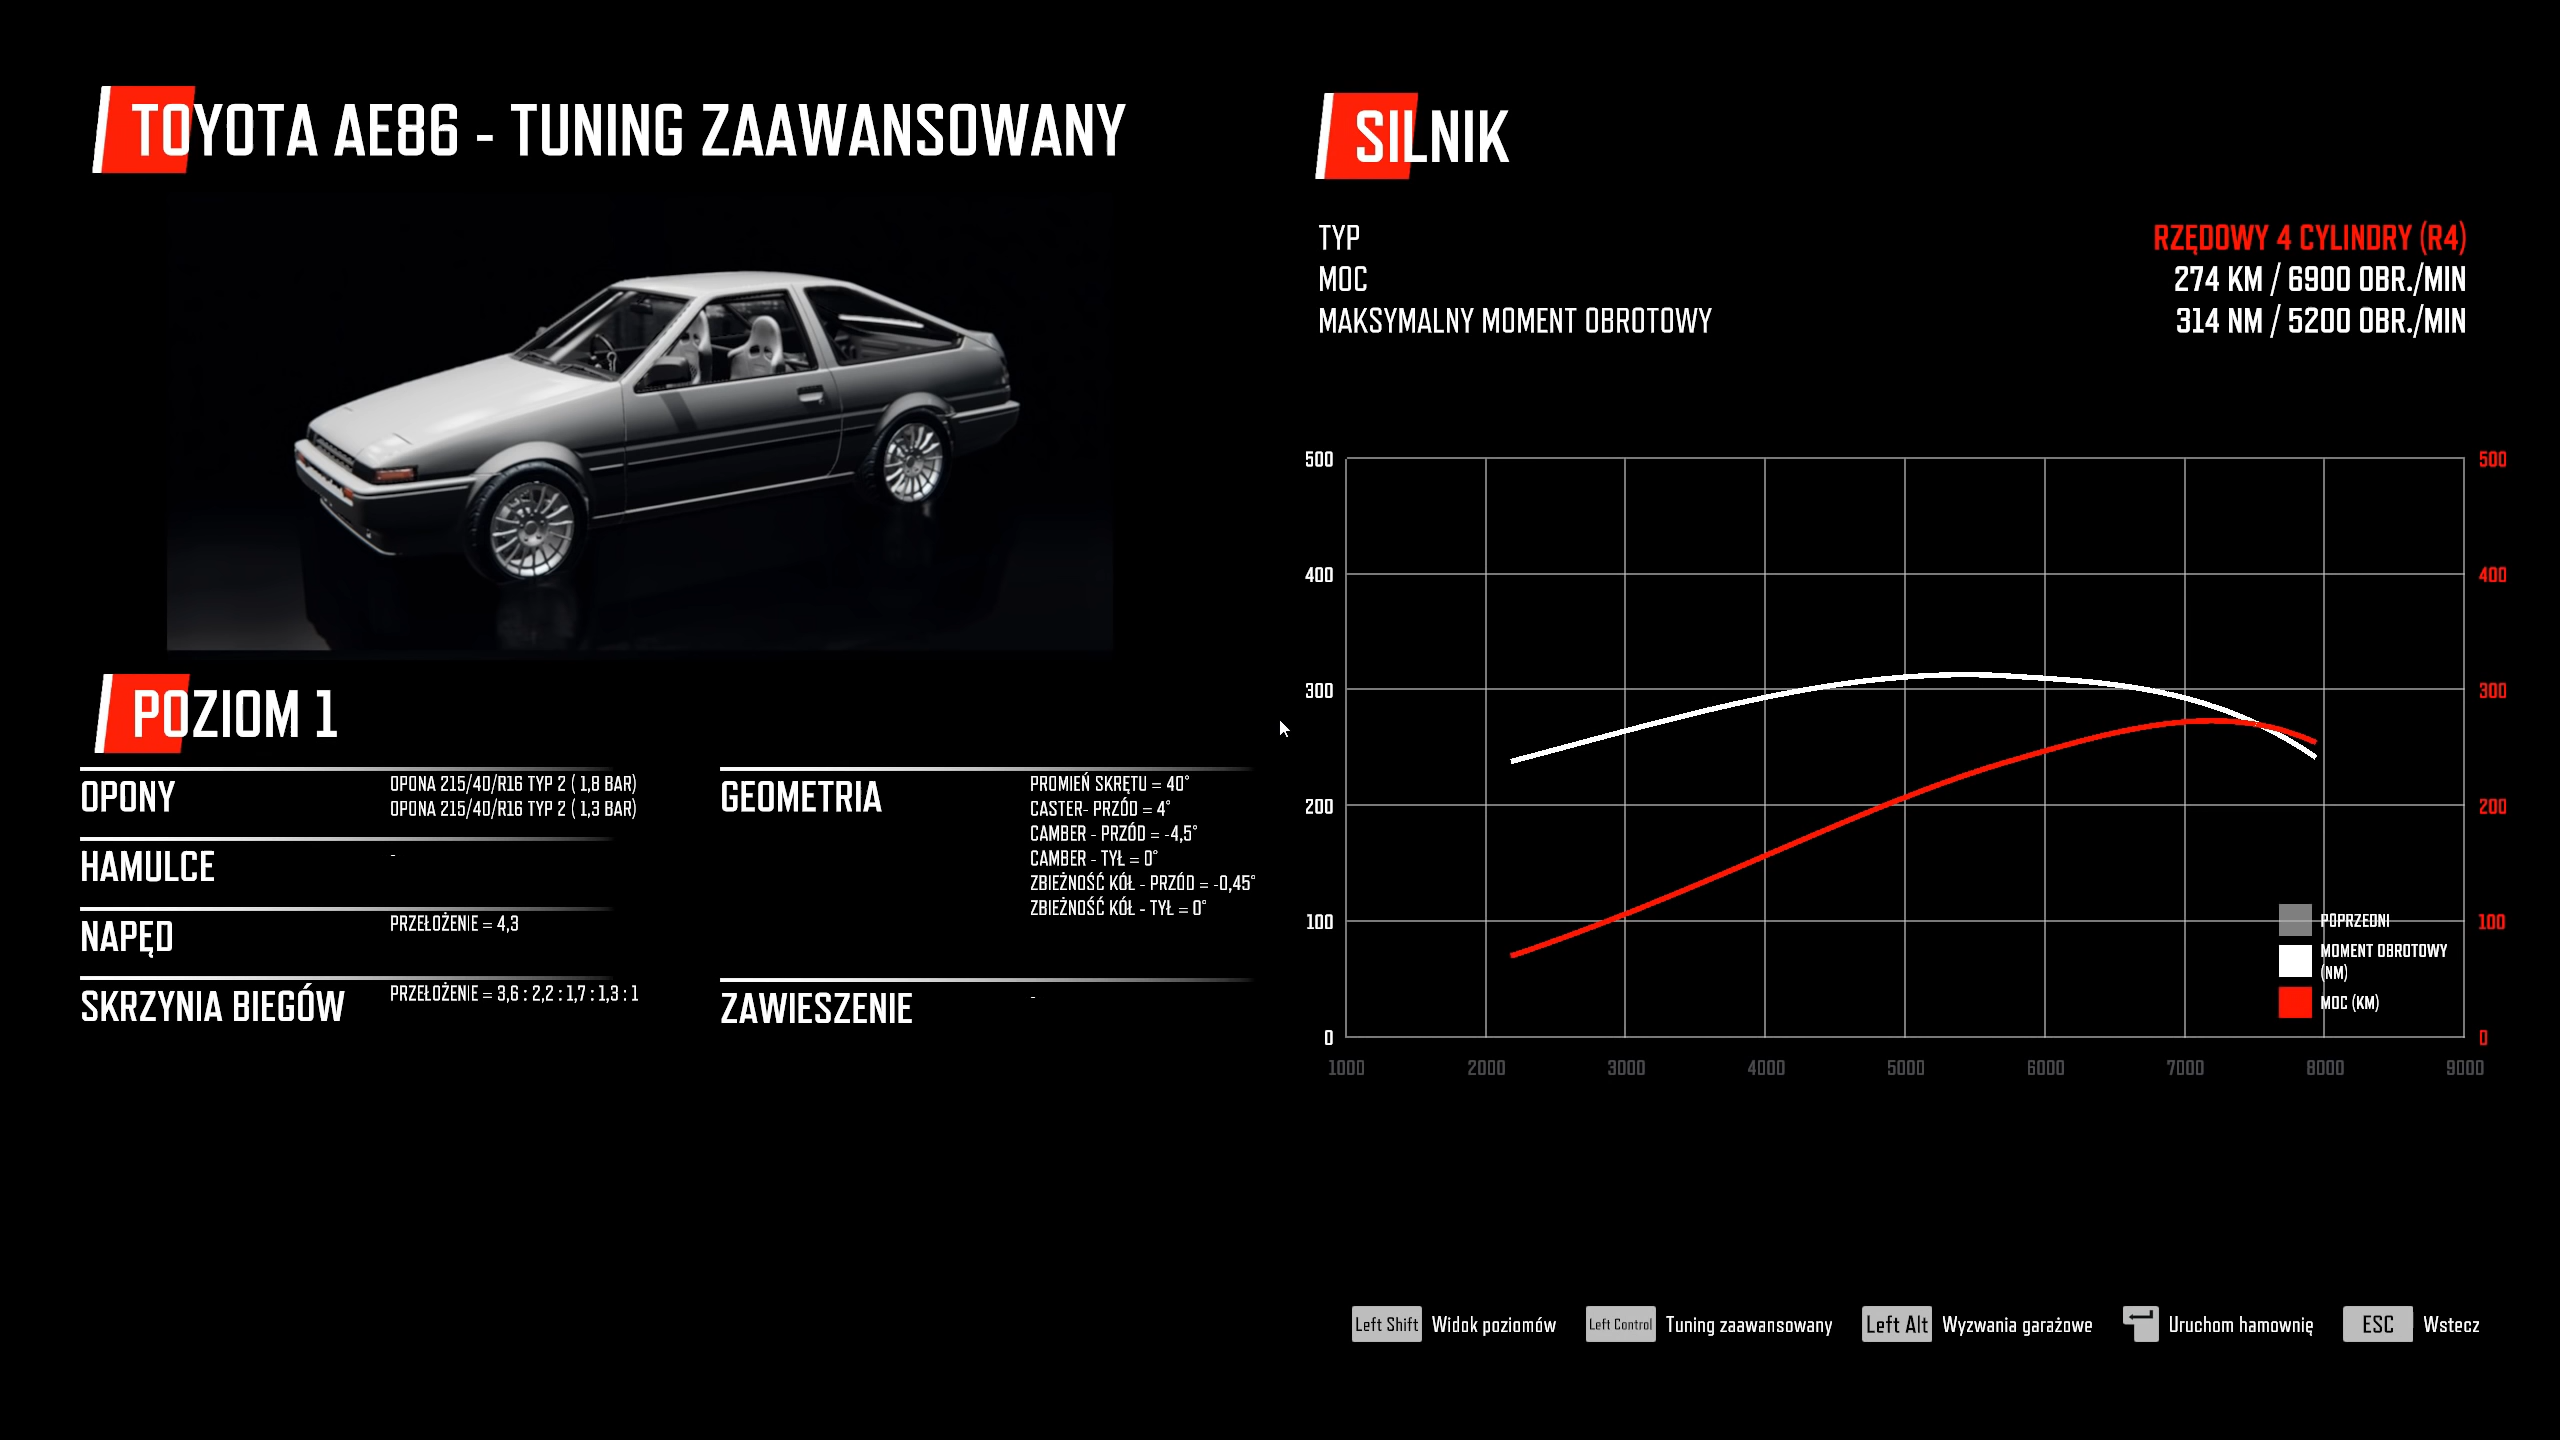 TOYOTA AE86 - TUNING ZAAWANSOWANY
POZIOM 1
OPONY
OPONA 215/40/R16 TYP 2 ( 1,8 BAR)
OPONA 215/40/R16 TYP 2 ( 1,3 BAR)
HAMULCE
-
NAPĘD
PRZEŁOŻENIE = 4,3
SKRZYNIA BIEGÓW
PRZEŁOŻENIE = 3,6 : 2,2 : 1,7 : 1,3 : 1
GEOMETRIA
PROMIEŃ SKRĘTU = 40°
CASTER- PRZÓD = 4°
CAMBER - PRZÓD = -4,5°
CAMBER - TYŁ = 0°
ZBIEŻNOŚĆ KÓŁ - PRZÓD = -0,45°
ZBIEŻNOŚĆ KÓŁ - TYŁ = 0°
ZAWIESZENIE
-
SILNIK
TYP RZĘDOWY 4 CYLINDRY (R4)
MOC 274 KM / 6900 OBR./MIN
MAKSYMALNY MOMENT OBROTOWY 314 NM / 5200 OBR./MIN
500 500
400 400
300 300
200 200
100 100
0 0
POPRZEDNI
MOMENT OBROTOWY
(NM)
MOC (KM)
1000 2000 3000 4000 5000 6000 7000 8000 9000
Left Shift Widok poziomów Left Control Tuning zaawansowany Left Alt Wyzwania garażowe Uruchom hamownię ESC Wstecz